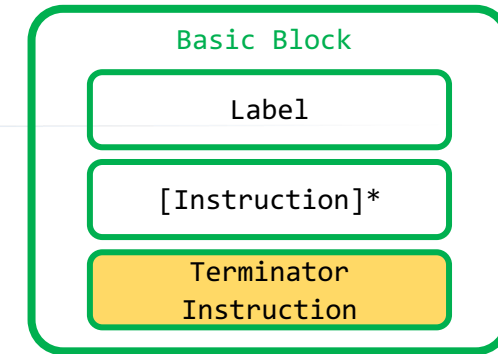 Basic Block
Label
[Instruction]*
Terminator
Instruction